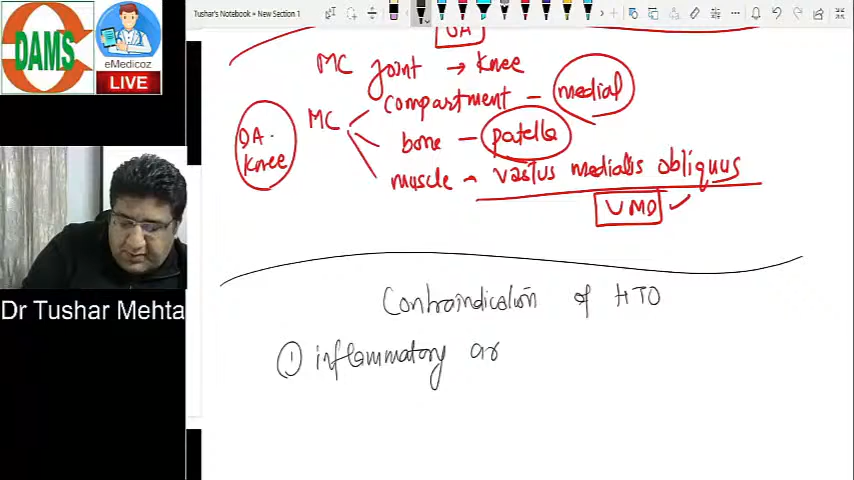 Tushar's Notebook » New Section 1
DAMS
eMedicoz
LIVE
OA
MC joint → Knee
OA. Knee
MC
compartment - medial
bone - patella
muscle - vastus medialis obliquus
VMO ✓
Dr Tushar Mehta
Contraindication of HTO
① inflammatory ar